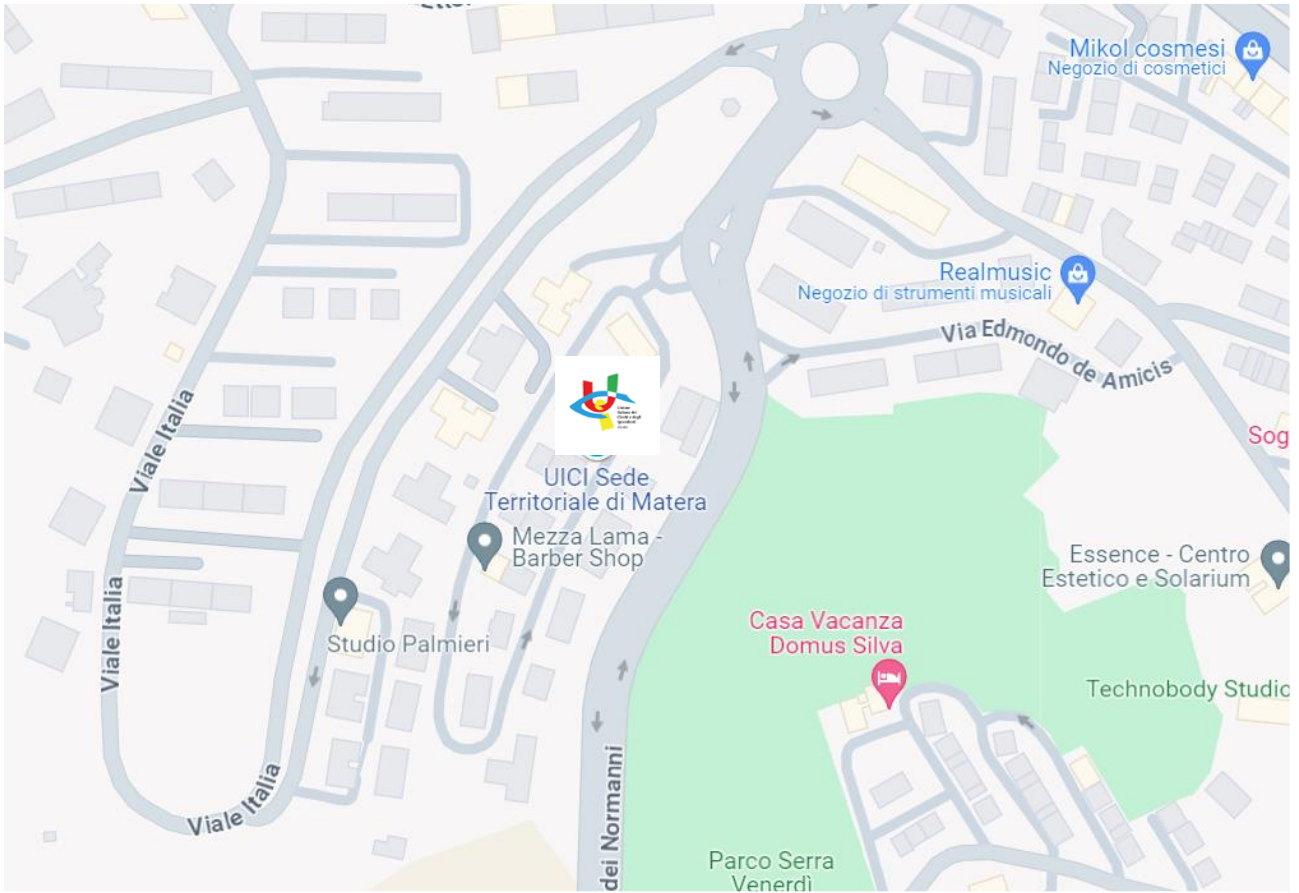 Mikol cosmesi
Negozio di cosmetici
Realmusic
Negozio di strumenti musicali
Via Edmondo de Amicis
Viale Italia
Sog
UICI Sede
Territoriale di Matera
Mezza Lama -
Barber Shop
Essence - Centro
Estetico e Solarium
Viale Italia
Studio Palmieri
Casa Vacanza
Domus Silva
Technobody Studio
Viale Italia
dei Normanni
Parco Serra
Venerdì